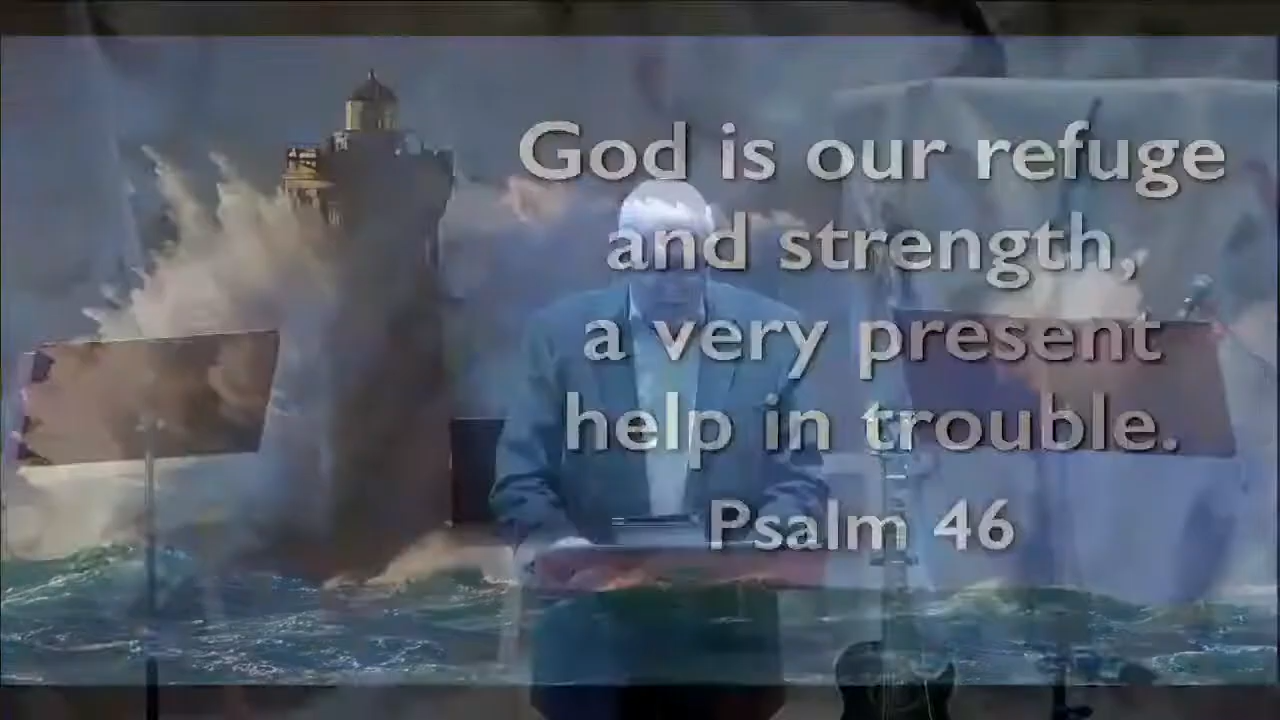 God is our refuge
and strength,
a very present
help in trouble.
Psalm 46